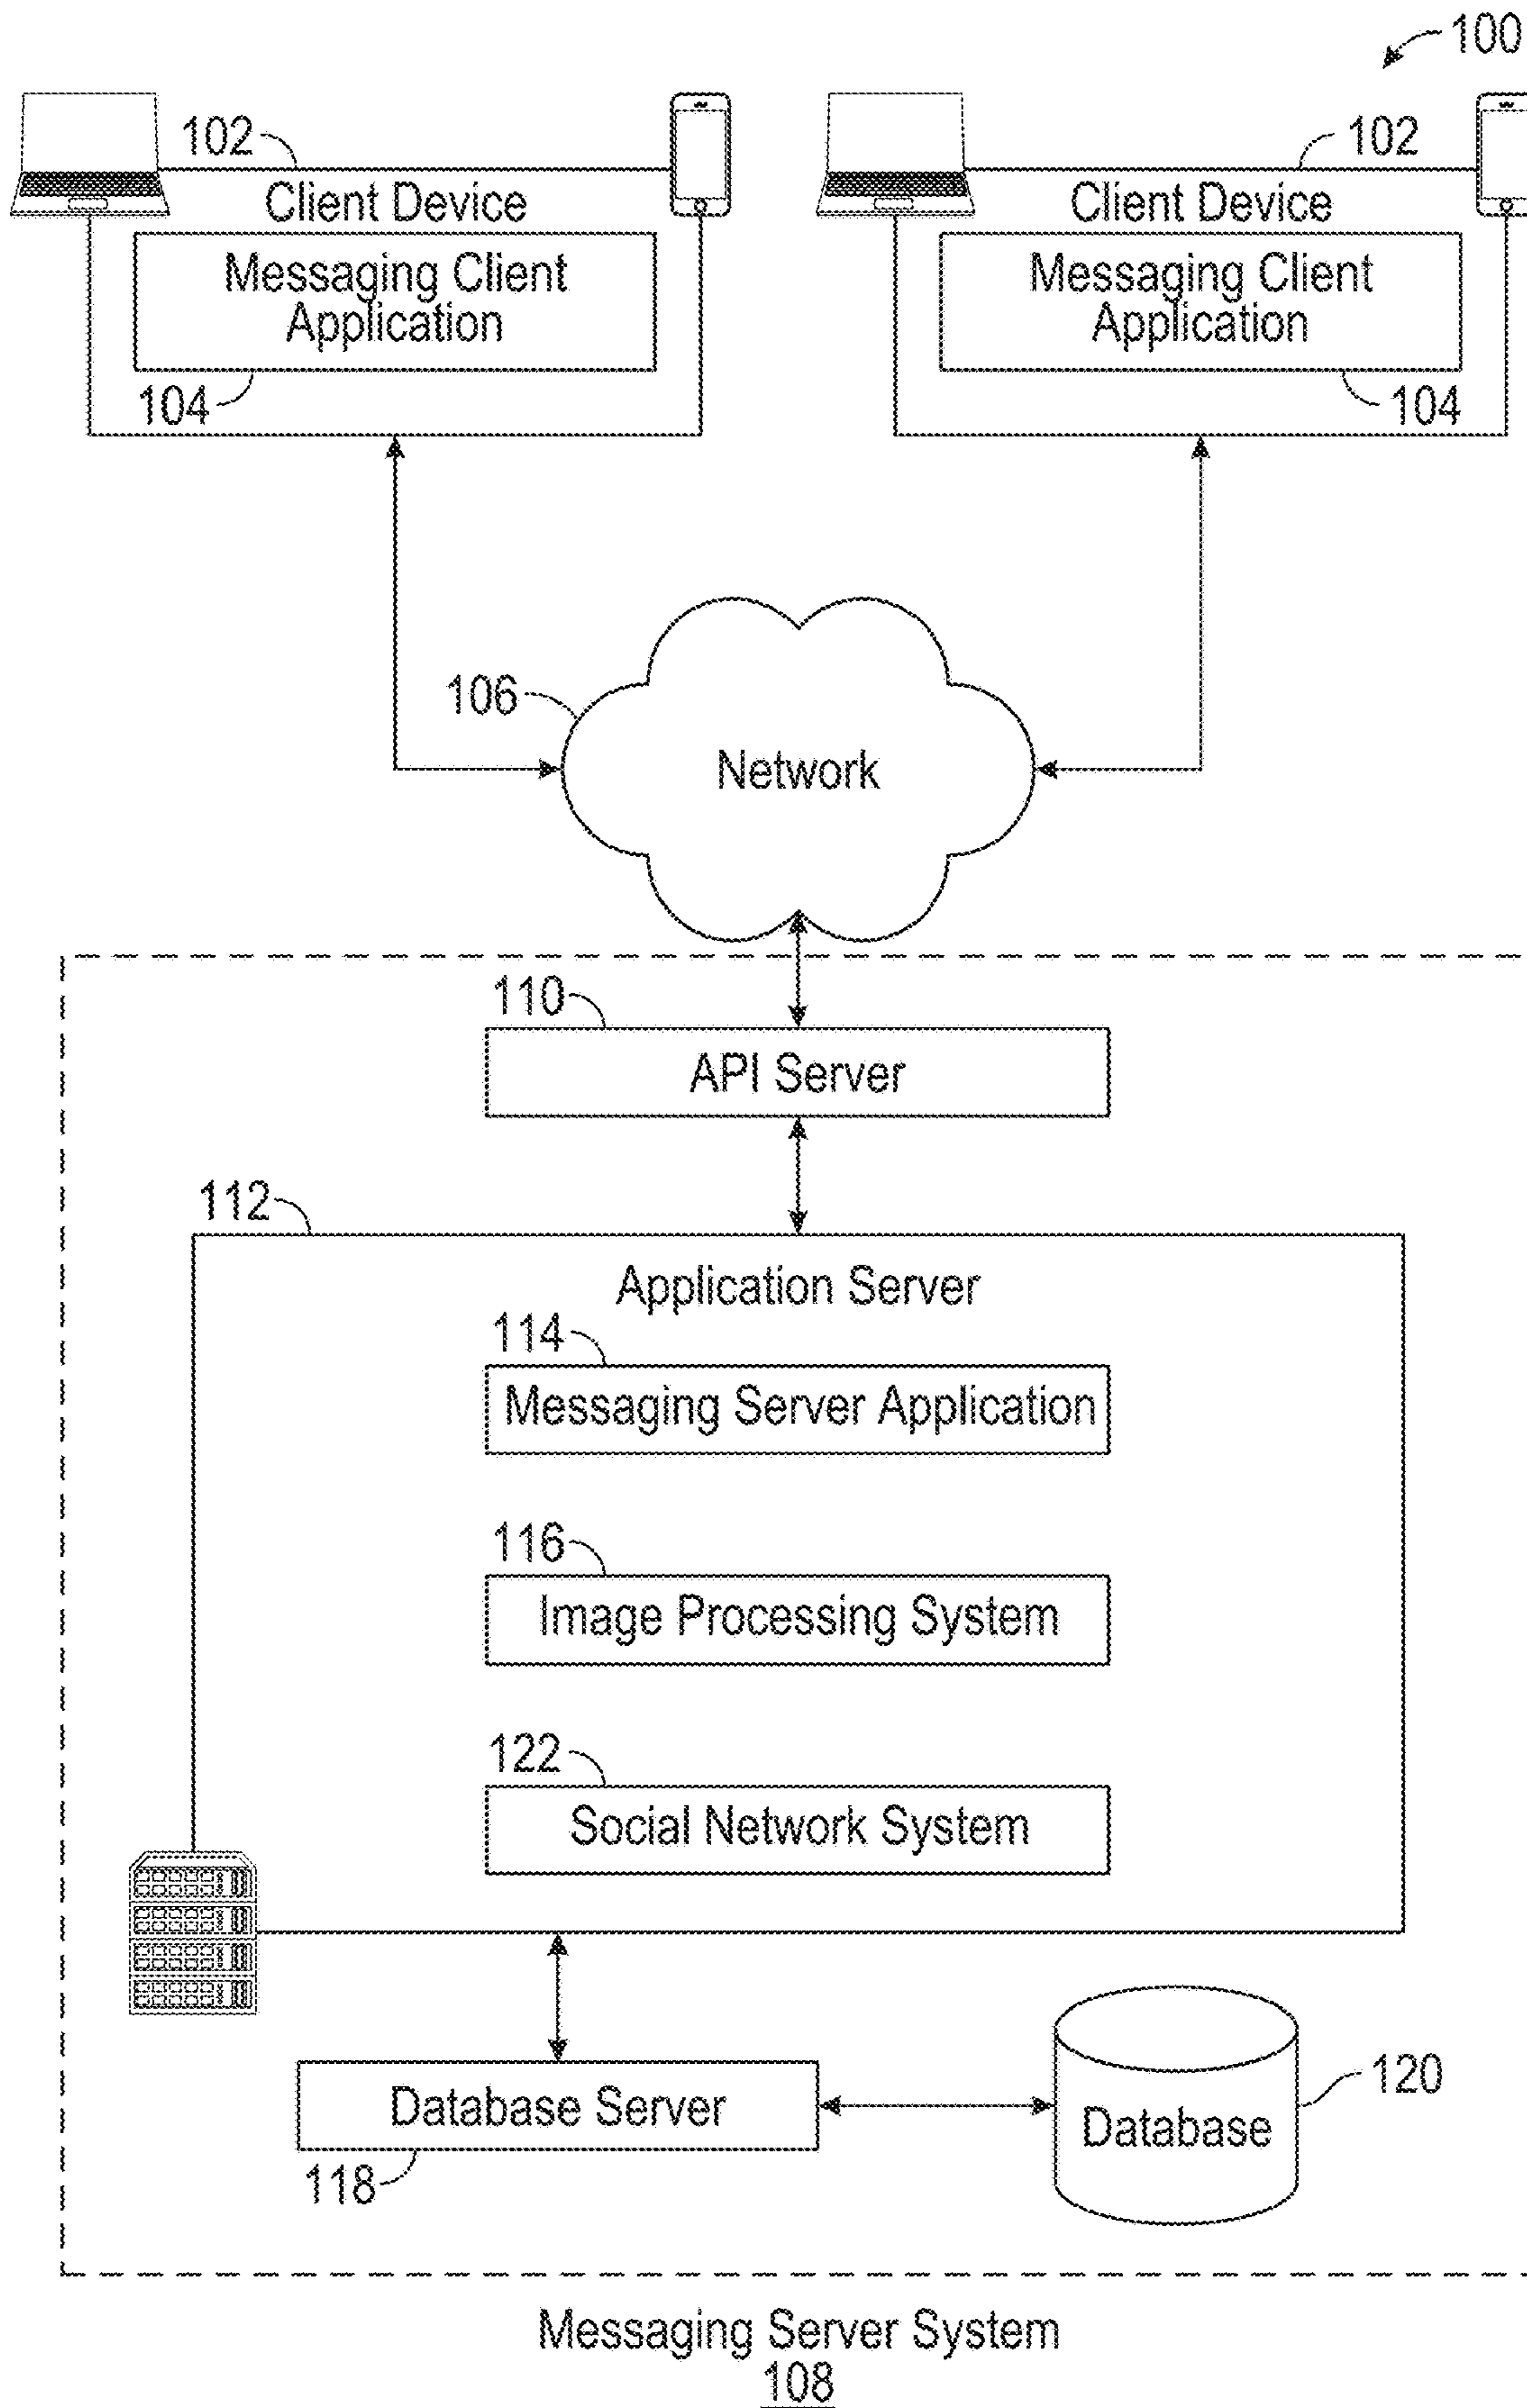 100
102
102
Client Device
Client Device
Messaging Client
Application
Messaging Client
Application
104
104
106
Network
110
API Server
112
Application Server
114
Messaging Server Application
116
Image Processing System
122
Social Network System
Database Server
118
Database
120
Messaging Server System
108